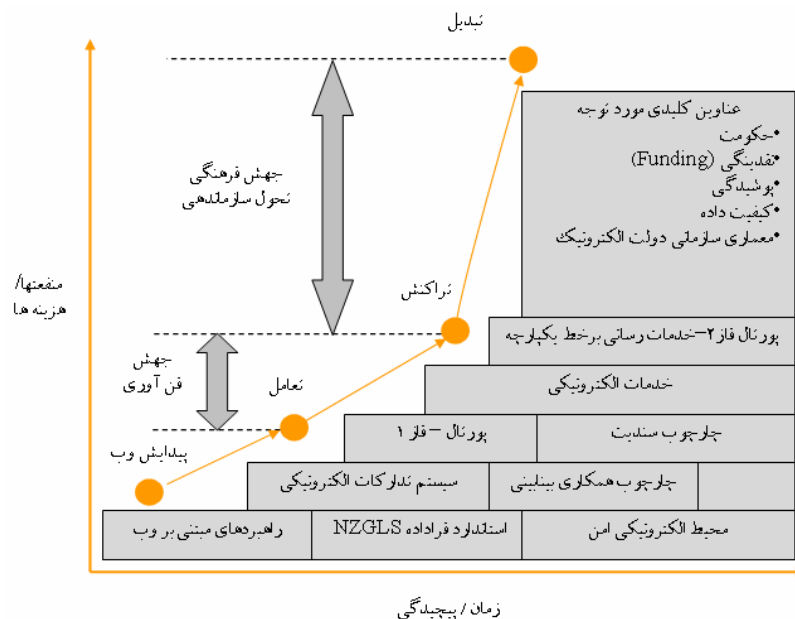 تبدیل
عناوین کلیدی مورد توجه
•حکومت
•نقدینگی (Funding)
•پوشیدگی
•کیفیت داده
•معماری سازمانی دولت الکترونیک
جهش فرهنگی
تحول سازماندهی
منفعتها/
هزینه ها
تراکنش
پورتال فاز۲–خدمات رسانی برخط یکپارچه
جهش
فن آوری
تعامل
خدمات الکترونیکی
چارچوب سندیت
پورتال – فاز ۱
پیدایش وب
چارچوب همکاری بینابینی
سیستم تدارکات الکترونیکی
محیط الکترونیکی امن
استاندارد فراداده NZGLS
راهبردهای مبتنی بر وب
زمان / پیچیدگی